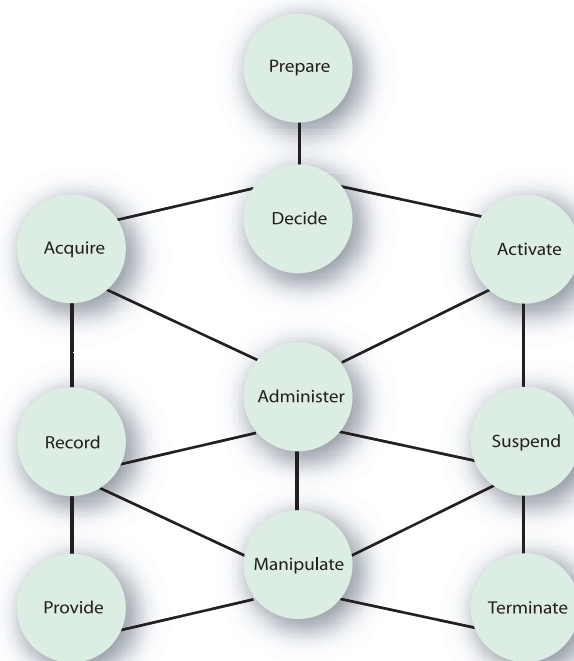 Prepare
Decide
Acquire
Activate
Administer
Record
Suspend
Manipulate
Provide
Terminate